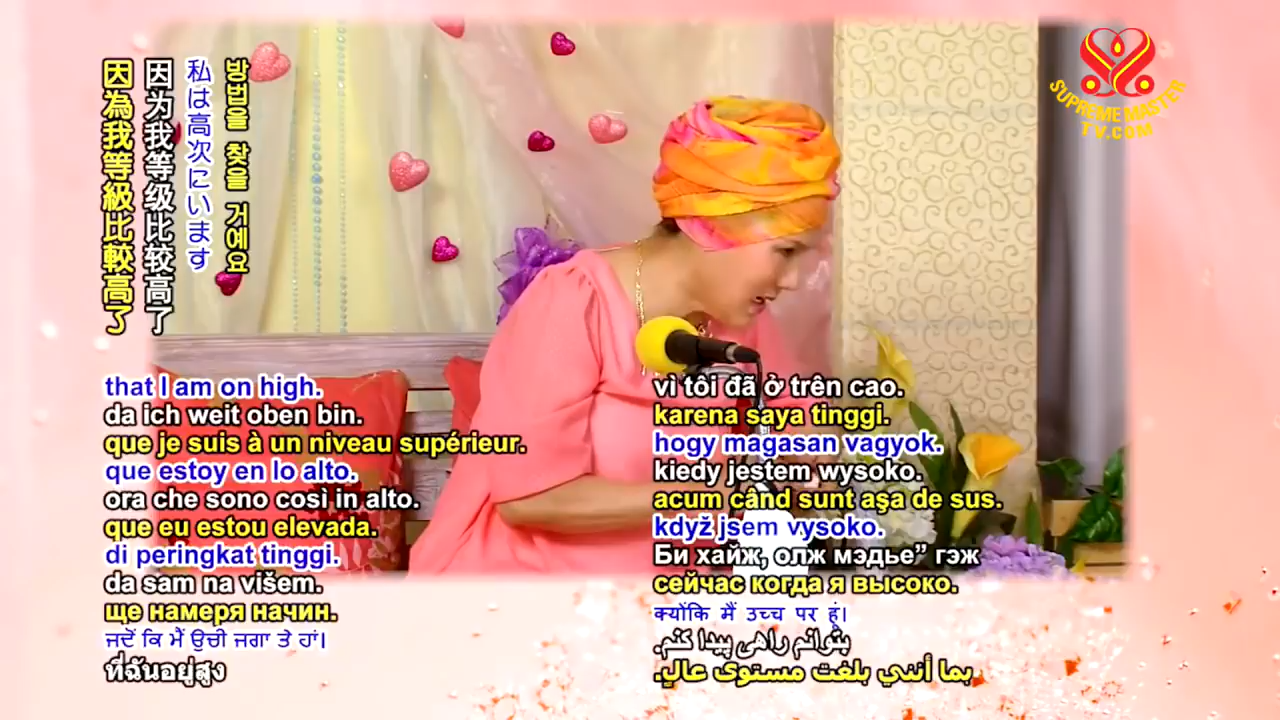 방법을 찾을 거예요
私は高次にいます
因为我等级比较高了
因為我等級比較高了
SUPREME MASTER
TV.COM
that I am on high.
da ich weit oben bin.
que je suis à un niveau supérieur.
que estoy en lo alto.
ora che sono così in alto.
que eu estou elevada.
di peringkat tinggi.
da sam na višem.
ще намеря начин.
ਜਦੋਂ ਕਿ ਮੈਂ ਉਚੀ ਜਗਾ ਤੇ ਹਾਂ।
ที่ฉันอยู่สูง
vì tôi đã ở trên cao.
karena saya tinggi.
hogy magasan vagyok.
kiedy jestem wysoko.
acum când sunt aşa de sus.
když jsem vysoko.
Би хайж, олж мэдье” гэж
сейчас когда я высоко.
क्योंकि मैं उच्च पर हूं।
بتوانم راهی پیدا کنم.
بما أنني بلغت مستوى عالٍ.